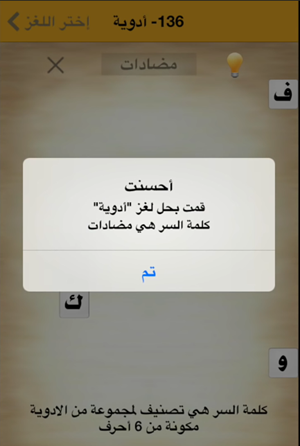 136- أدوية
إختر اللغز
مضادات
ف
أحسنت
قمت بحل لغز "أدوية"
كلمة السر هي مضادات
تم
ك
و
كلمة السر هي تصنيف لمجموعة من الادوية
مكونة من 6 أحرف